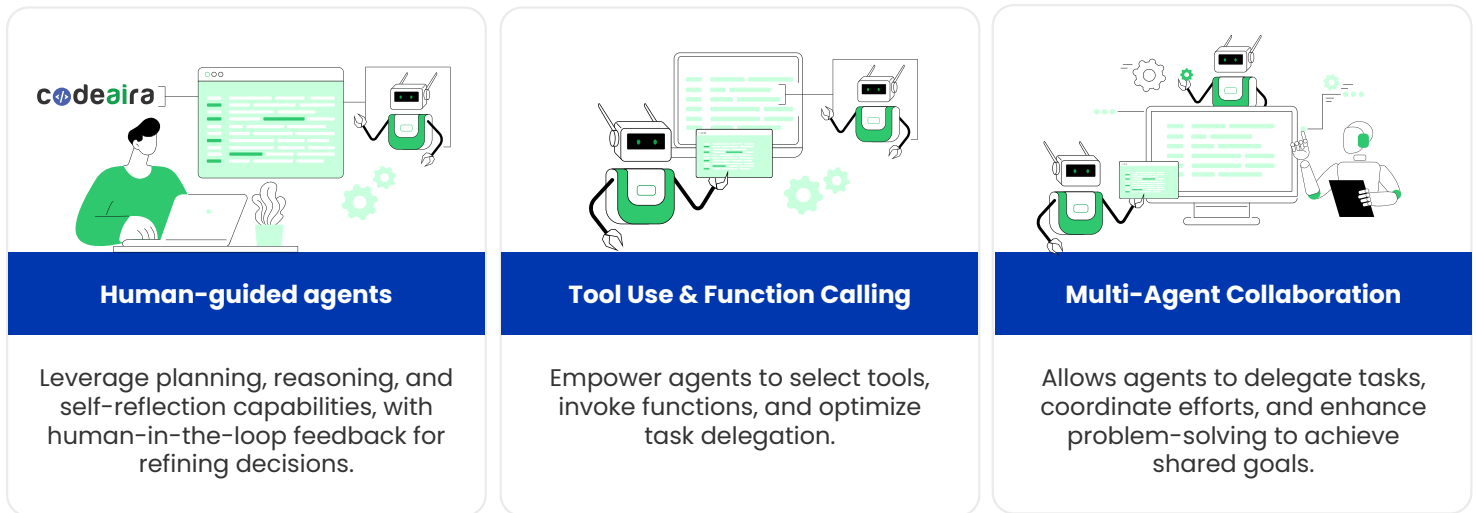 c</>deaira
Human-guided agents
Leverage planning, reasoning, and
self-reflection capabilities, with
human-in-the-loop feedback for
refining decisions.
Tool Use & Function Calling
Empower agents to select tools,
invoke functions, and optimize
task delegation.
Multi-Agent Collaboration
Allows agents to delegate tasks,
coordinate efforts, and enhance
problem-solving to achieve
shared goals.